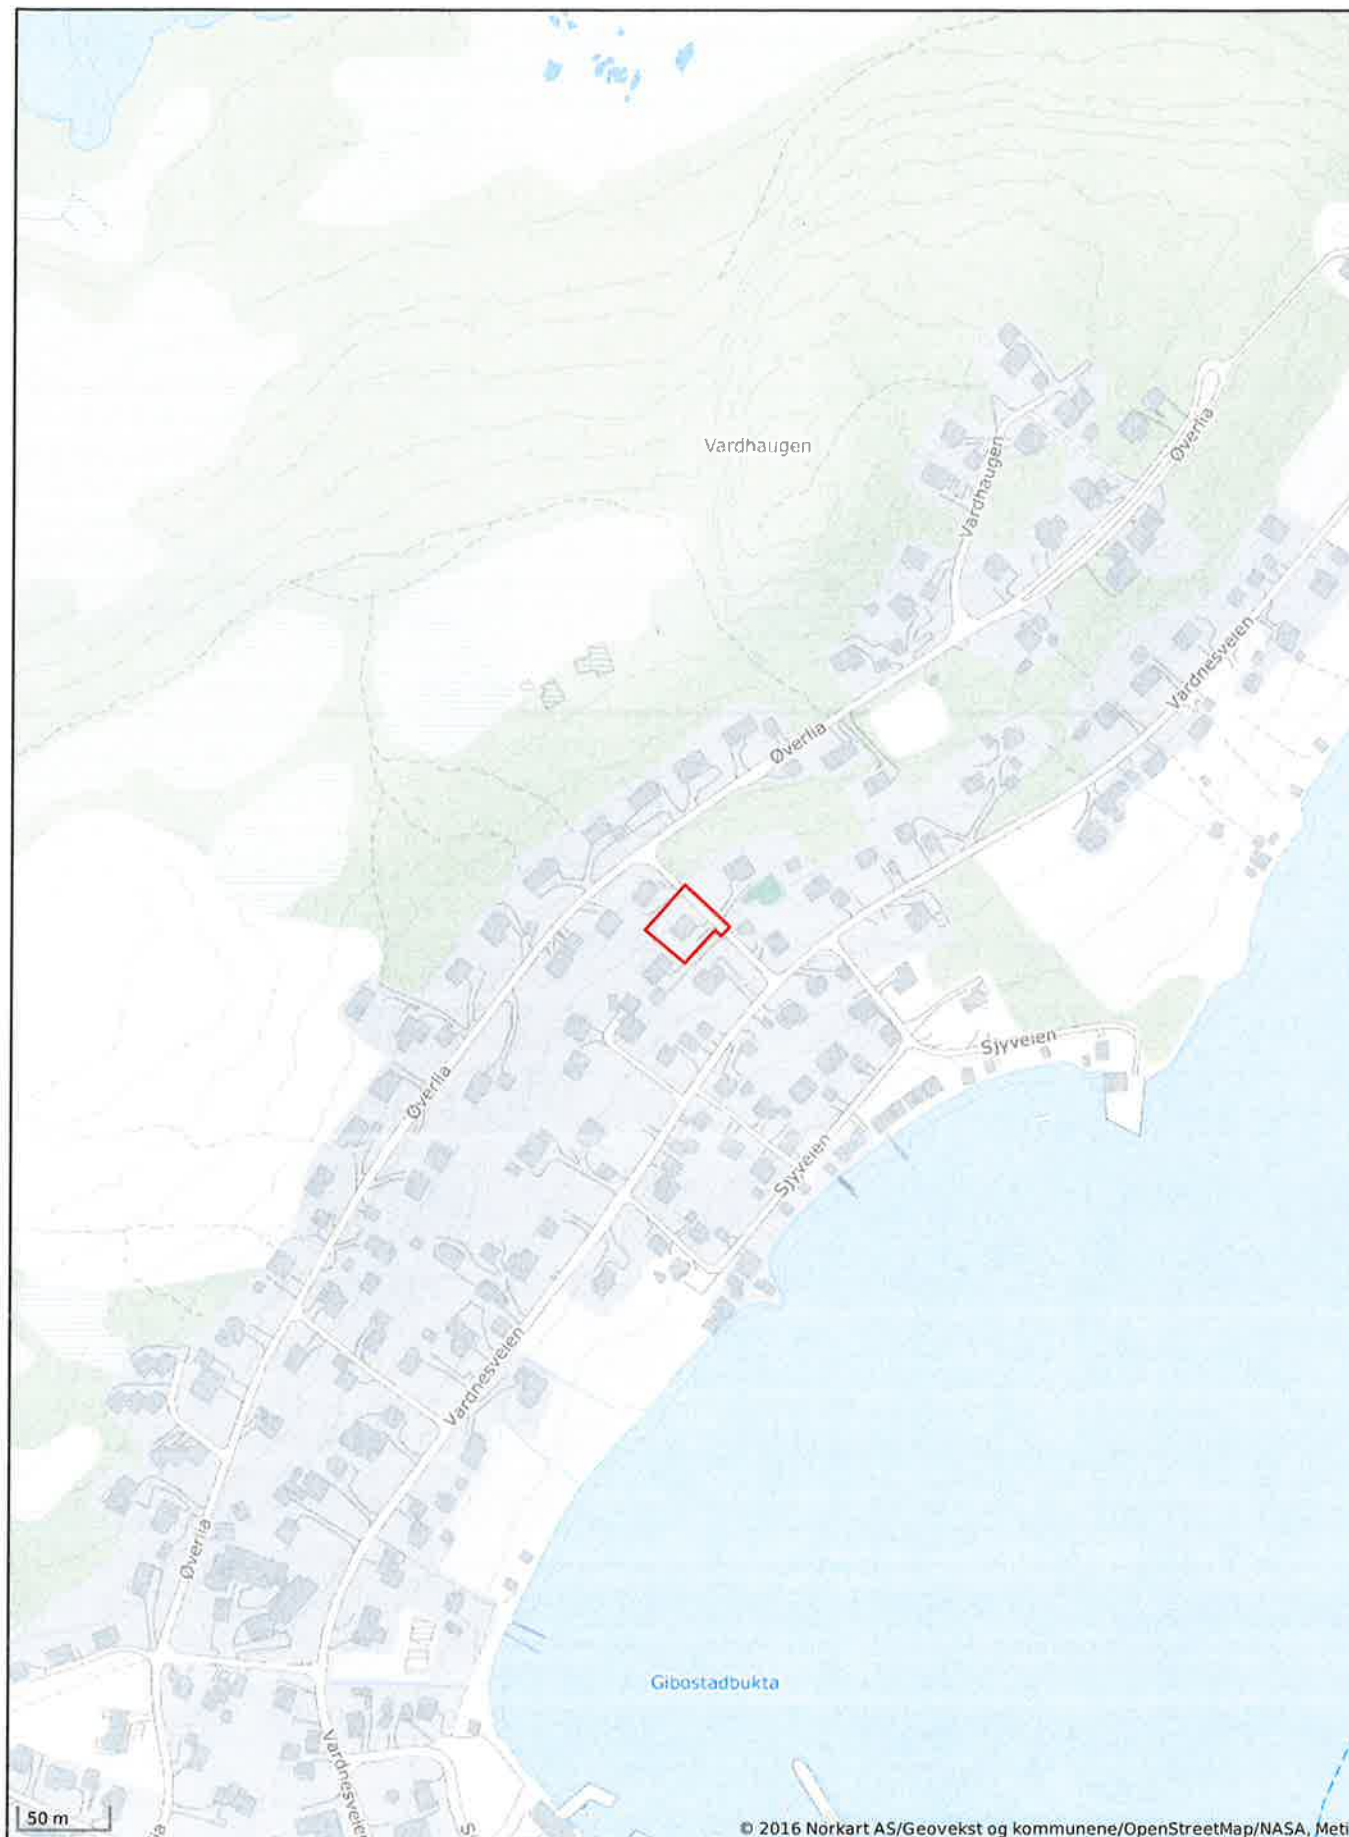 Vardhaugen
Vardhaugen
Øverlia
Vardnesveien
Øverlia
Sjyveien
Øverlia
Sjyveien
Vardnesveien
Øverlia
Gibostadbukta
Vardnesveien
50 m
© 2016 Norkart AS/Geovekst og kommunene/OpenStreetMap/NASA, Meti